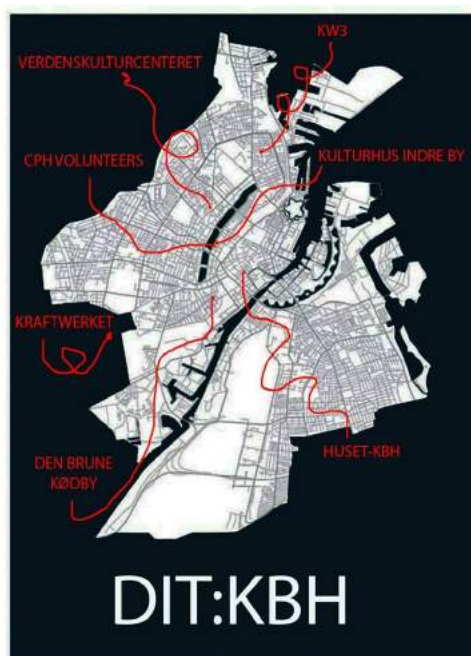 KW3
VERDENSKULTURCENTERET
CPH VOLUNTEERS
KULTURHUS INDRE BY
KRAFTWERKET
HUSET-KBH
DEN BRUNE
KØDBY
DIT:KBH